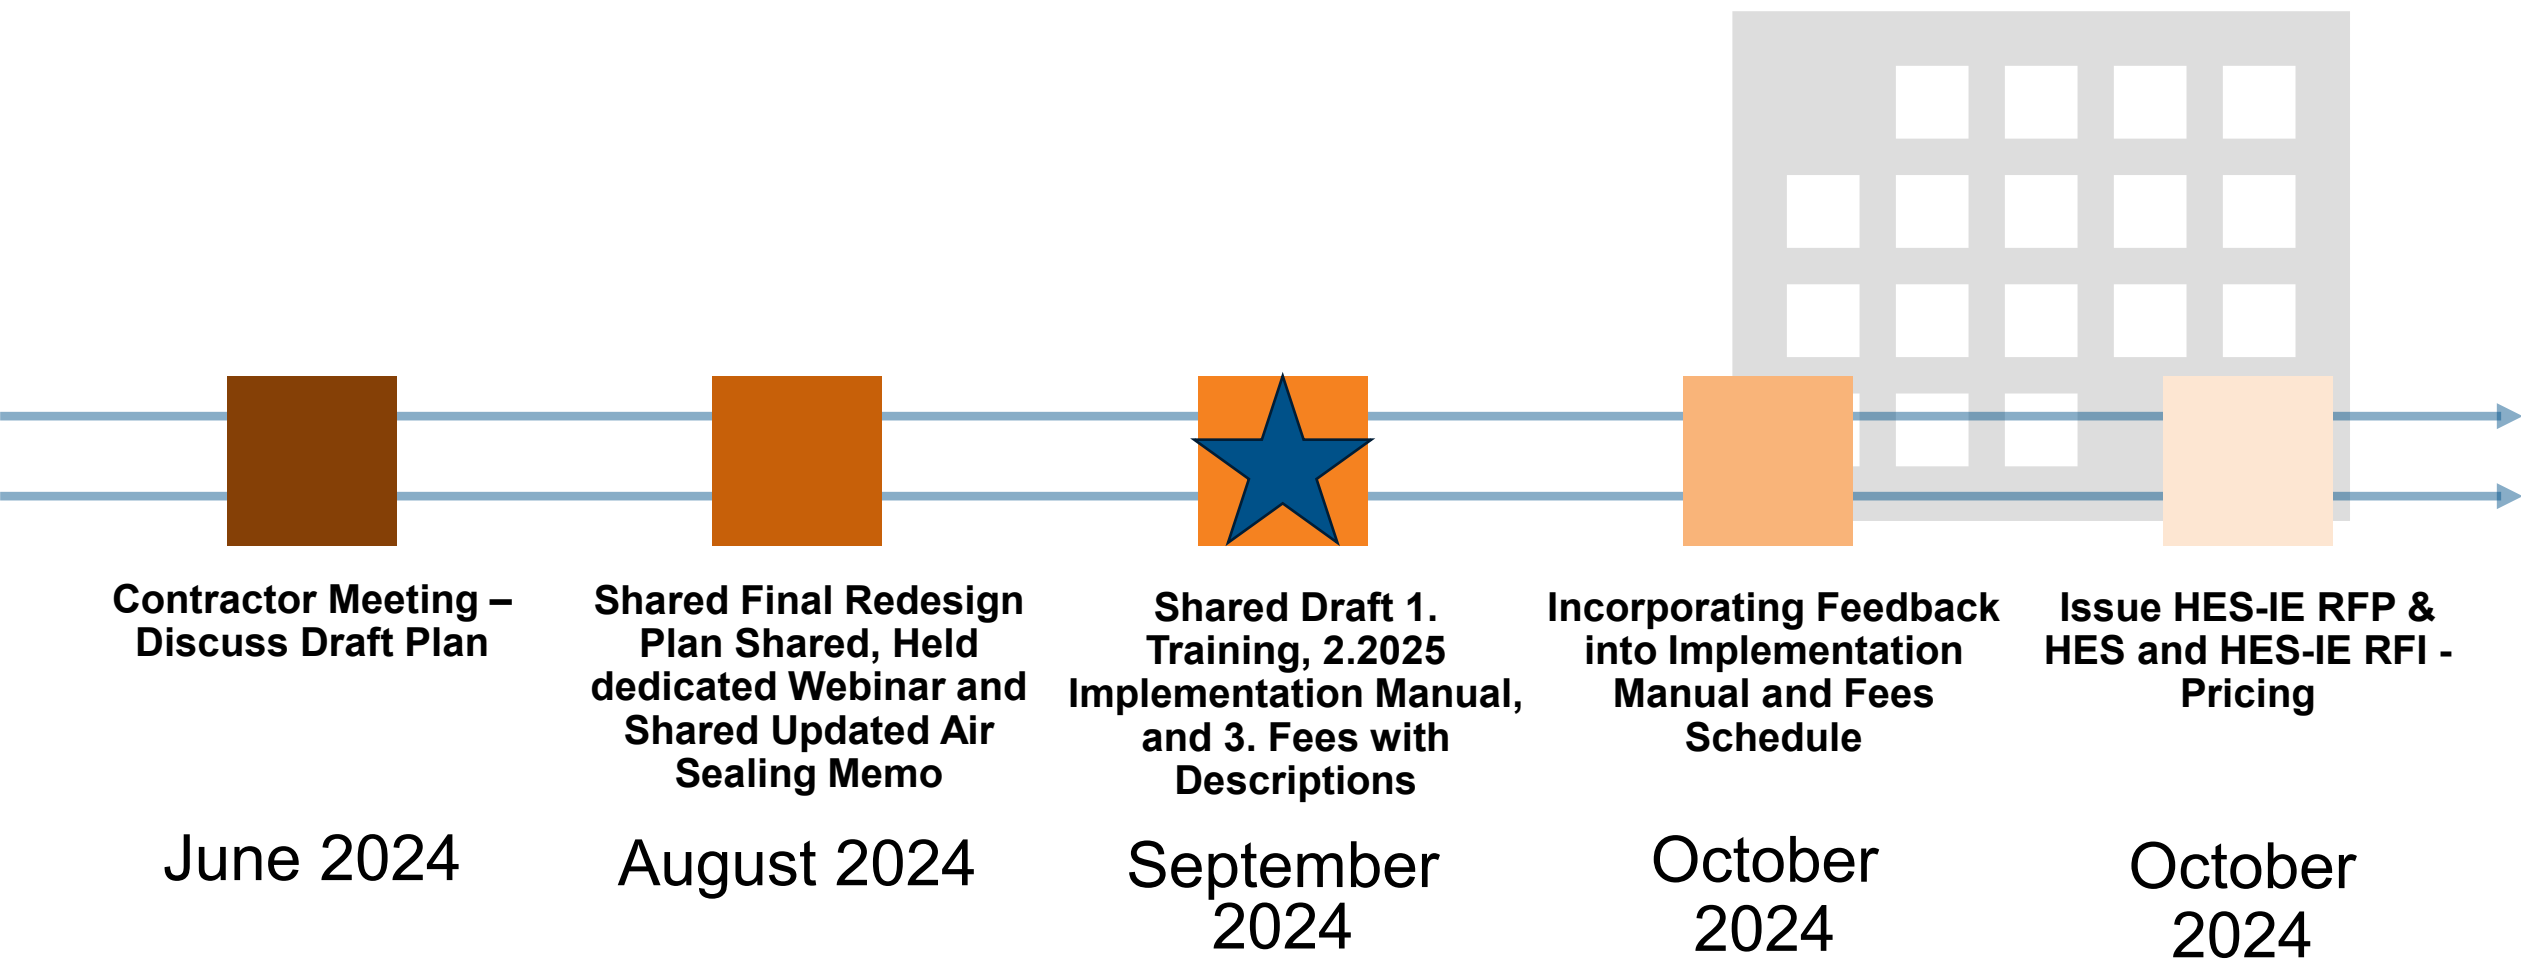 Contractor Meeting –
Discuss Draft Plan
June 2024
Shared Final Redesign
Plan Shared, Held
dedicated Webinar and
Shared Updated Air
Sealing Memo
August 2024
Shared Draft 1.
Training, 2.2025
Implementation Manual,
and 3. Fees with
Descriptions
September
2024
Incorporating Feedback
into Implementation
Manual and Fees
Schedule
October
2024
Issue HES-IE RFP &
HES and HES-IE RFI -
Pricing
October
2024